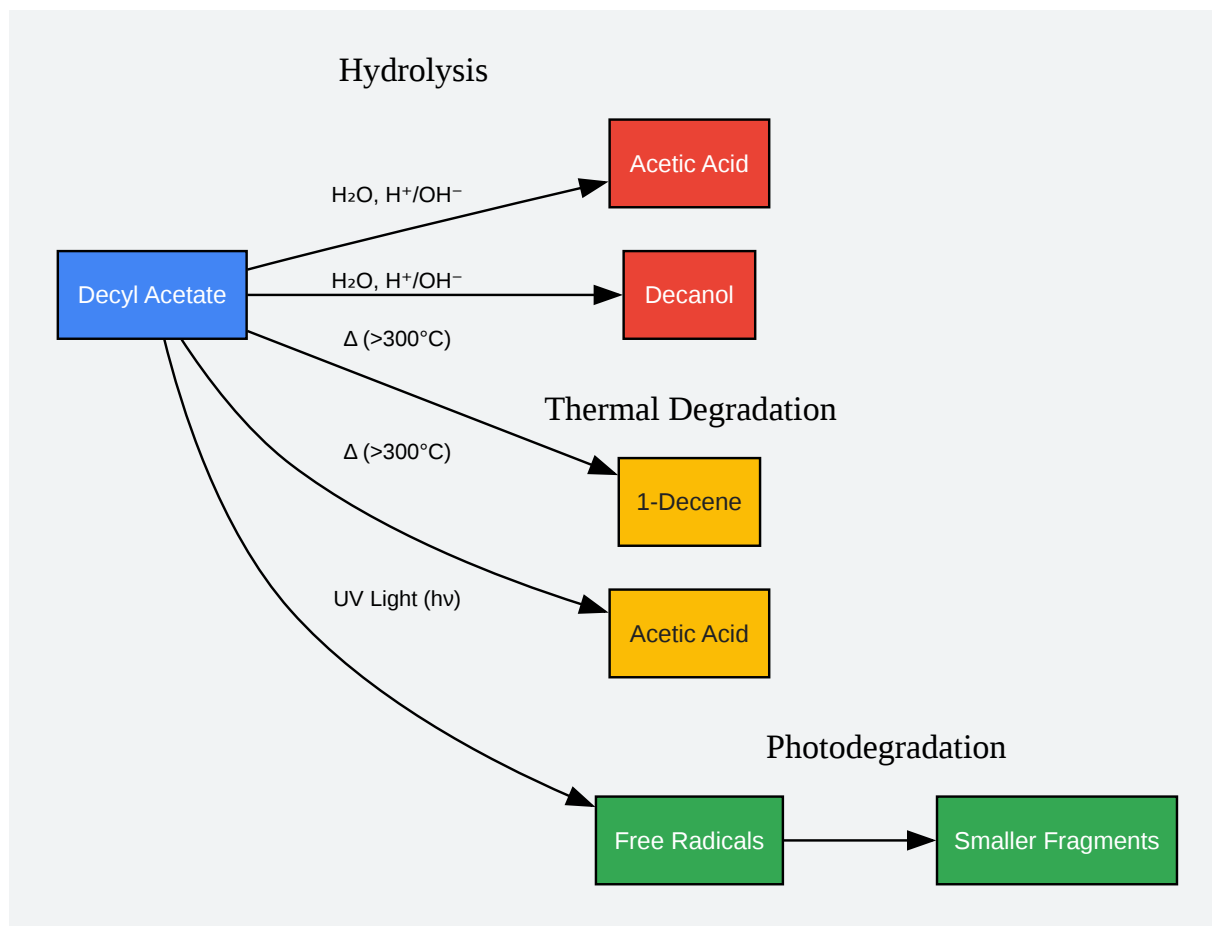 Hydrolysis
Acetic Acid
H₂O, H⁺/OH⁻
H₂O, H⁺/OH⁻
Decyl Acetate
Decanol
Δ (>300°C)
Thermal Degradation
Δ (>300°C)
1-Decene
UV Light (hν)
Acetic Acid
Photodegradation
Free Radicals
Smaller Fragments